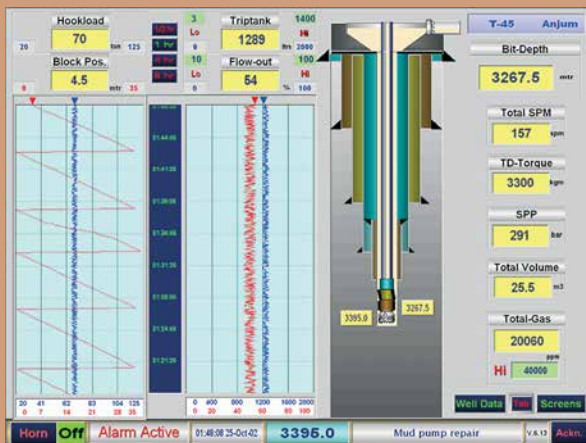 Hookload
70
20
ton
125
Block Pos.
4.5
0
mtr
35
1 hr
3
Lo
0
Triptank
1289
ltrs
1400
Hi
2000
10
Lo
0
Flow-out
54
%
100
Hi
100
T-45 Anjum
Bit-Depth
3267.5 mtr
Total SPM
157 spm
TD-Torque
3300 kgm
SPP
291 bar
Total Volume
25.5 m3
Total-Gas
20060 ppm
Hi 40000
3395.0
3267.5
20 41 62 83 104 125
0 7 14 21 28 35
0 400 800 1200 1600 2000
0 20 40 60 80 100
Well Data Tab Screens
Horn Off Alarm Active 01:48:08 25-Oct-02 3395.0 Mud pump repair V.6.13 Ackn